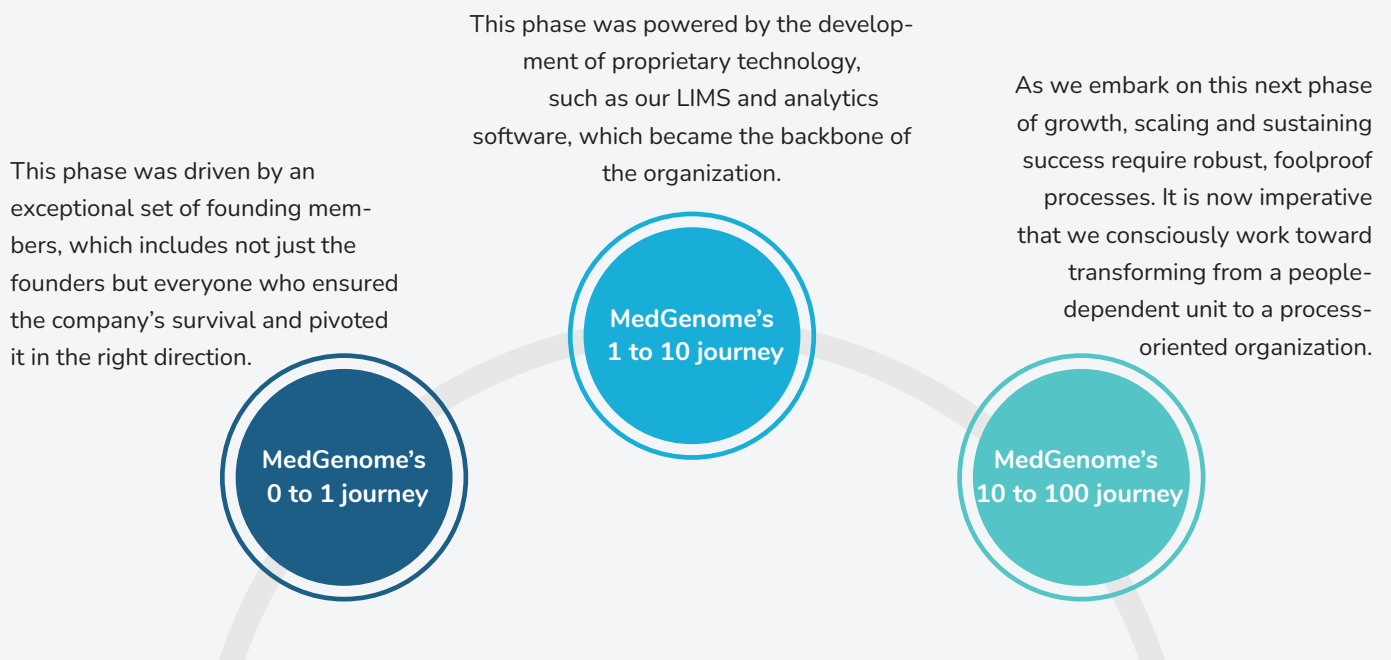 This phase was driven by an
exceptional set of founding mem-
bers, which includes not just the
founders but everyone who ensured
the company’s survival and pivoted
it in the right direction.
MedGenome’s
0 to 1 journey
This phase was powered by the develop-
ment of proprietary technology,
such as our LIMS and analytics
software, which became the backbone of
the organization.
MedGenome’s
1 to 10 journey
As we embark on this next phase
of growth, scaling and sustaining
success require robust, foolproof
processes. It is now imperative
that we consciously work toward
transforming from a people-
dependent unit to a process-
oriented organization.
MedGenome’s
10 to 100 journey